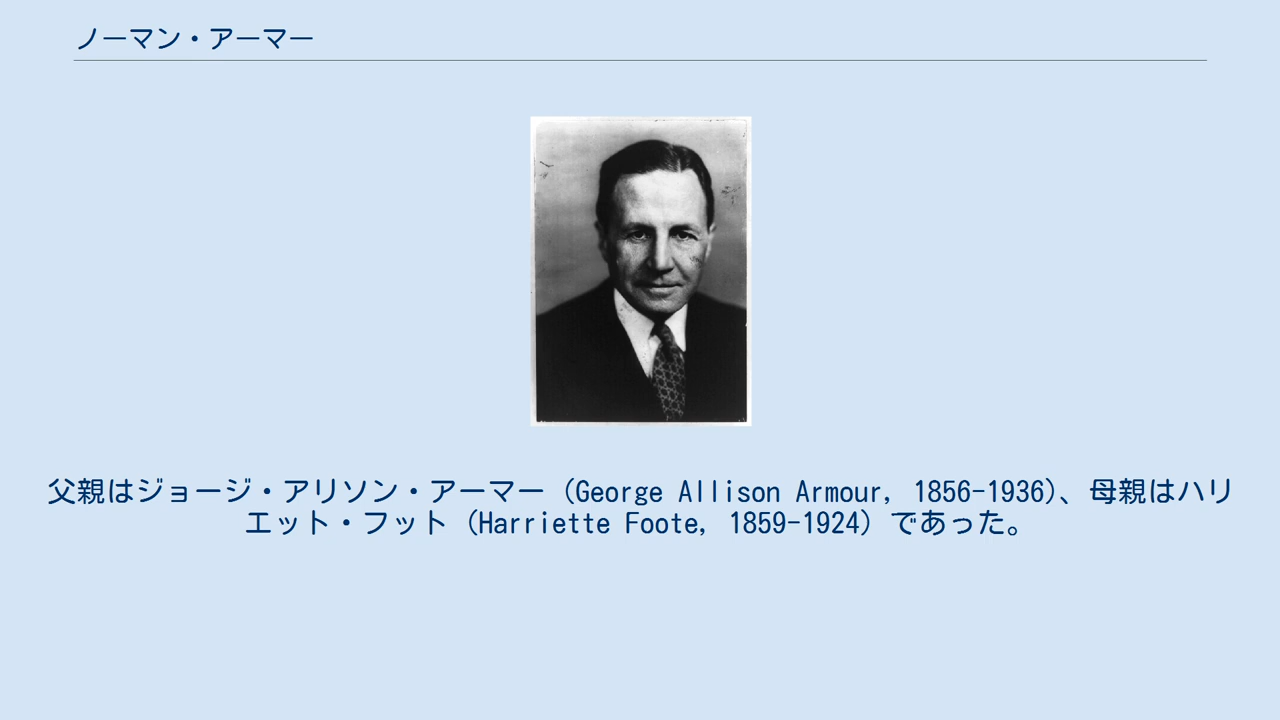 ノーマン・アーマー
父親はジョージ・アリソン・アーマー（George Allison Armour, 1856-1936）、母親はハリ
エット・フット（Harriette Foote, 1859-1924）であった。